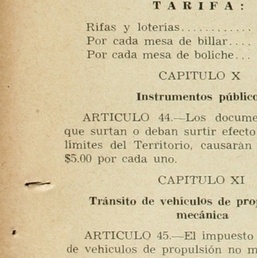 TARIFA:
Rifas y loterías............
Por cada mesa de billar....
Por cada mesa de boliche...
CAPITULO X
Instrumentos público
ARTICULO 44.—Los docume
que surtan o deban surtir efecto
límites del Territorio, causarán
$5.00 por cada uno.
CAPITULO XI
Tránsito de vehículos de prop
mecánica
ARTICULO 45.—El impuesto
de vehículos de propulsión no m